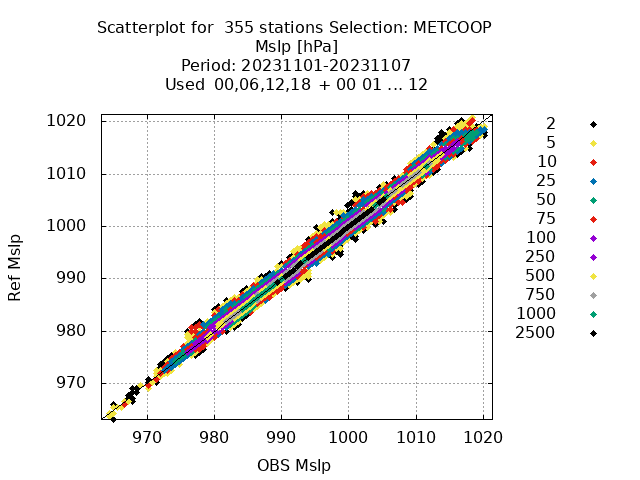 Scatterplot for  355 stations Selection: METCOOP
Mslp [hPa]
Period: 20231101-20231107
Used 00,06,12,18 + 00 01 ... 12
1020
1010
1000
990
980
970
Ref Mslp
970 980 990 1000 1010 1020
OBS Mslp
2
5
10
25
50
75
100
250
500
750
1000
2500